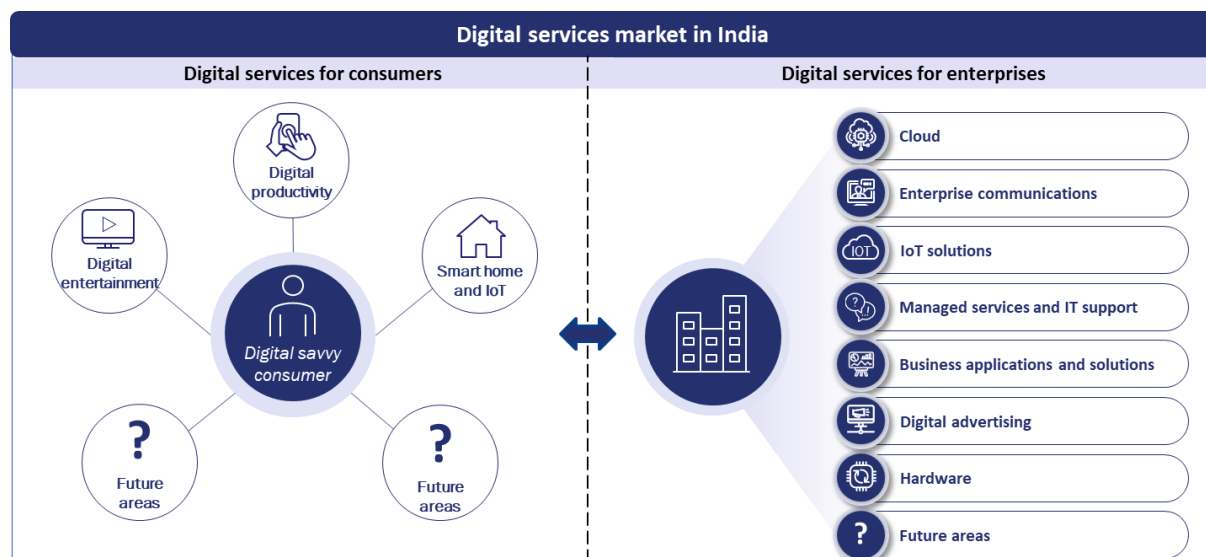 Digital services market in India
Digital services for consumers
Digital services for enterprises
Digital
productivity
Digital
entertainment
Smart home
and IoT
Digital savvy
consumer
?
Future
areas
?
Future
areas
Cloud
Enterprise communications
IOT
IoT solutions
? !
Managed services and IT support
Business applications and solutions
Digital advertising
Hardware
?
Future areas